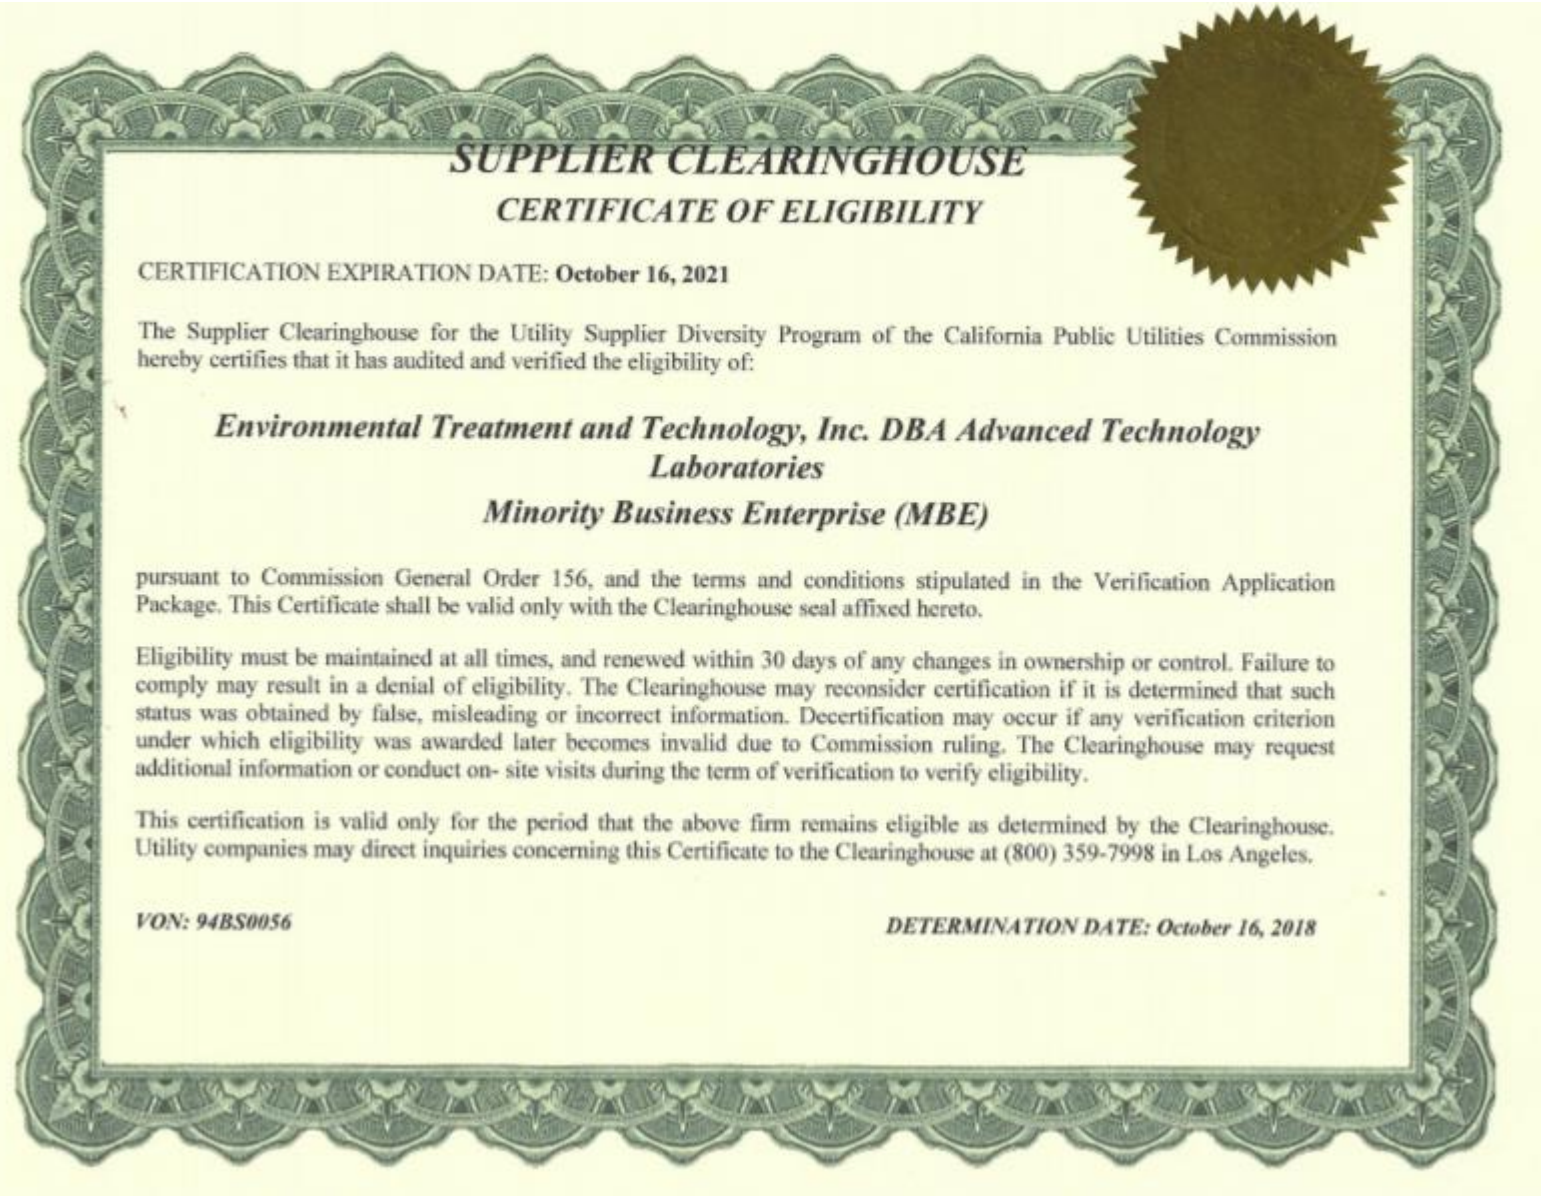 SUPPLIER CLEARINGHOUSE
CERTIFICATE OF ELIGIBILITY
CERTIFICATION EXPIRATION DATE: October 16, 2021
The Supplier Clearinghouse for the Utility Supplier Diversity Program of the California Public Utilities Commission
hereby certifies that it has audited and verified the eligibility of:
Environmental Treatment and Technology, Inc. DBA Advanced Technology
Laboratories
Minority Business Enterprise (MBE)
pursuant to Commission General Order 156, and the terms and conditions stipulated in the Verification Application
Package. This Certificate shall be valid only with the Clearinghouse seal affixed hereto.
Eligibility must be maintained at all times, and renewed within 30 days of any changes in ownership or control. Failure to
comply may result in a denial of eligibility. The Clearinghouse may reconsider certification if it is determined that such
status was obtained by false, misleading or incorrect information. Decertification may occur if any verification criterion
under which eligibility was awarded later becomes invalid due to Commission ruling. The Clearinghouse may request
additional information or conduct on- site visits during the term of verification to verify eligibility.
This certification is valid only for the period that the above firm remains eligible as determined by the Clearinghouse.
Utility companies may direct inquiries concerning this Certificate to the Clearinghouse at (800) 359-7998 in Los Angeles.
VON: 94BS0056
DETERMINATION DATE: October 16, 2018